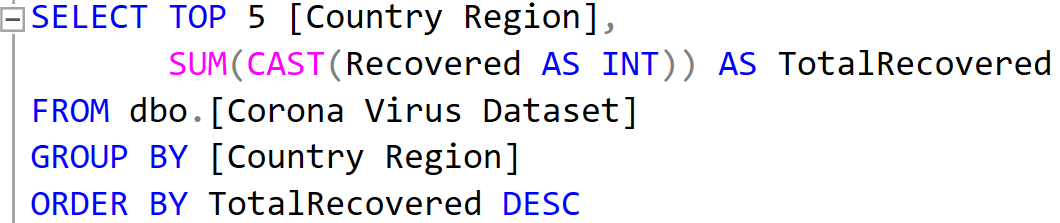 SELECT TOP 5 [Country Region],
SUM(CAST(Recovered AS INT)) AS TotalRecovered
FROM dbo.[Corona Virus Dataset]
GROUP BY [Country Region]
ORDER BY TotalRecovered DESC